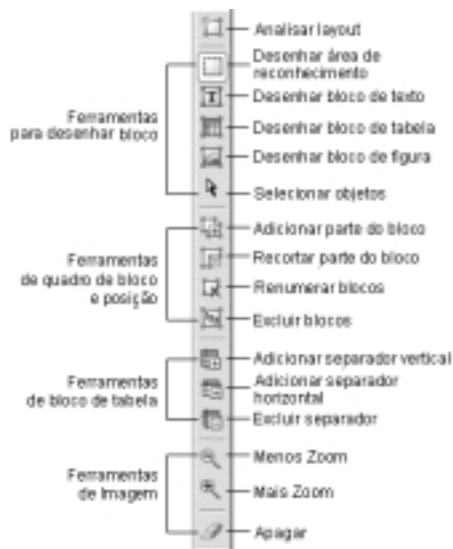 Analisar layout
Desenhar área de
reconhecimento
Desenhar bloco de texto
Ferramentas
para desenhar bloco
Desenhar bloco de tabela
Desenhar bloco de figura
Selecionar objetos
Adicionar parte do bloco
Ferramentas
de quadro de bloco
e posição
Recortar parte do bloco
Renumerar blocos
Excluir blocos
Adicionar separador vertical
Ferramentas
de bloco de tabela
Adicionar separador
horizontal
Excluir separador
Menos Zoom
Ferramentas
de Imagem
Mais Zoom
Apagar